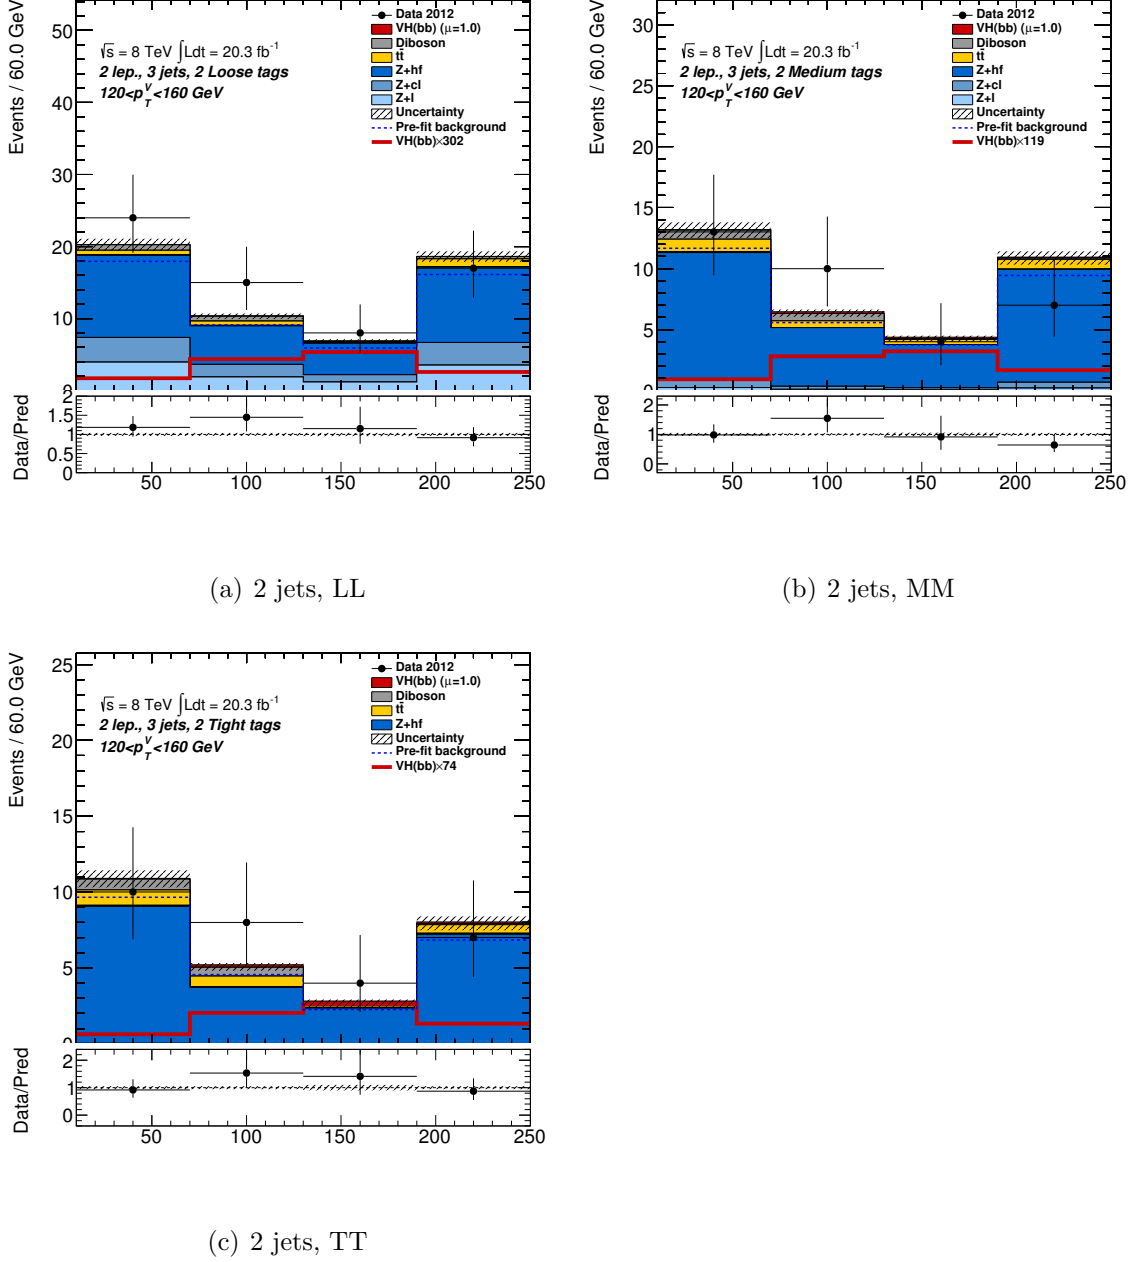 Events / 60.0 GeV
50
40
30
20
10
2
√s = 8 TeV ∫Ldt = 20.3 fb⁻¹
2 lep., 3 jets, 2 Loose tags
120<p_T^V<160 GeV
Data 2012
VH(bb) (μ=1.0)
Diboson
tt̄
Z+hf
Z+cl
Z+l
Uncertainty
Pre-fit background
VH(bb)×302
Data/Pred
2
1.5
1
0.5
0
50 100 150 200 250
(a) 2 jets, LL
Events / 60.0 GeV
30
25
20
15
10
5
0
√s = 8 TeV ∫Ldt = 20.3 fb⁻¹
2 lep., 3 jets, 2 Medium tags
120<p_T^V<160 GeV
Data 2012
VH(bb) (μ=1.0)
Diboson
tt̄
Z+hf
Z+cl
Z+l
Uncertainty
Pre-fit background
VH(bb)×119
Data/Pred
2
1
0
50 100 150 200 250
(b) 2 jets, MM
Events / 60.0 GeV
25
20
15
10
5
0
√s = 8 TeV ∫Ldt = 20.3 fb⁻¹
2 lep., 3 jets, 2 Tight tags
120<p_T^V<160 GeV
Data 2012
VH(bb) (μ=1.0)
Diboson
tt̄
Z+hf
Uncertainty
Pre-fit background
VH(bb)×74
Data/Pred
2
1
0
50 100 150 200 250
(c) 2 jets, TT